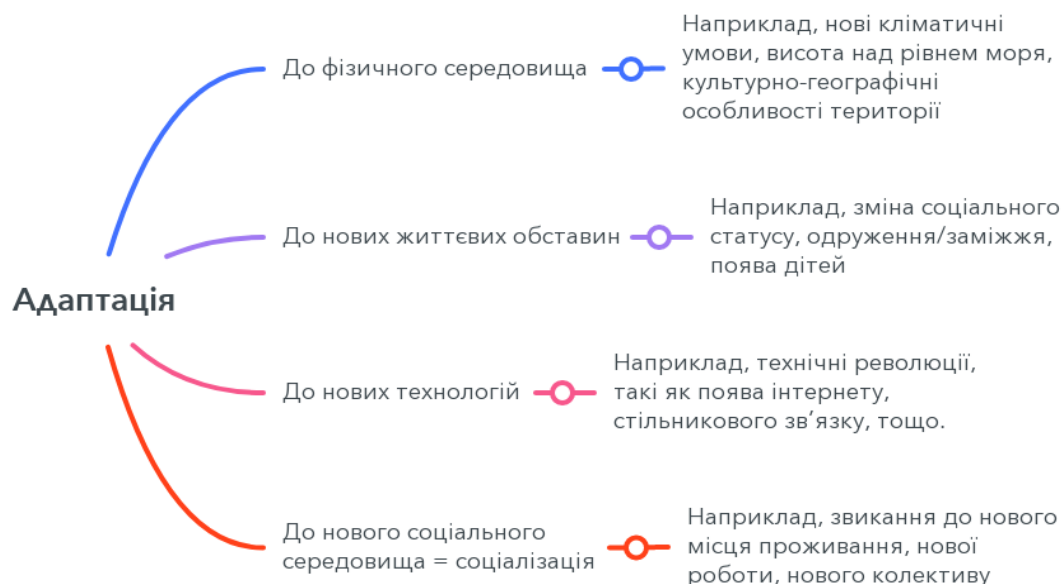 Адаптація
До фізичного середовища
Наприклад, нові кліматичні
умови, висота над рівнем моря,
культурно-географічні
особливості території
До нових життєвих обставин
Наприклад, зміна соціального
статусу, одруження/заміжжя,
поява дітей
До нових технологій
Наприклад, технічні революції,
такі як поява інтернету,
стільникового зв’язку, тощо.
До нового соціального
середовища = соціалізація
Наприклад, звикання до нового
місця проживання, нової
роботи, нового колективу